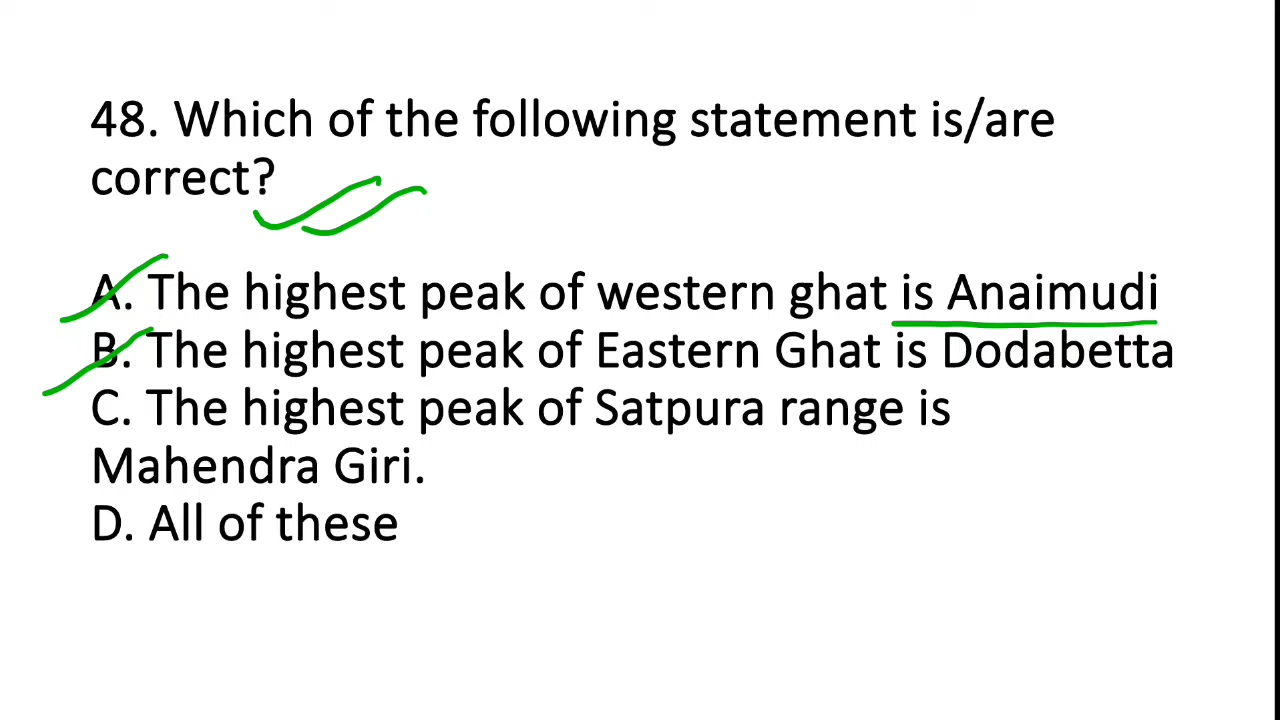 48. Which of the following statement is/are
correct?
A. The highest peak of western ghat is Anaimudi
B. The highest peak of Eastern Ghat is Dodabetta
C. The highest peak of Satpura range is
Mahendra Giri.
D. All of these